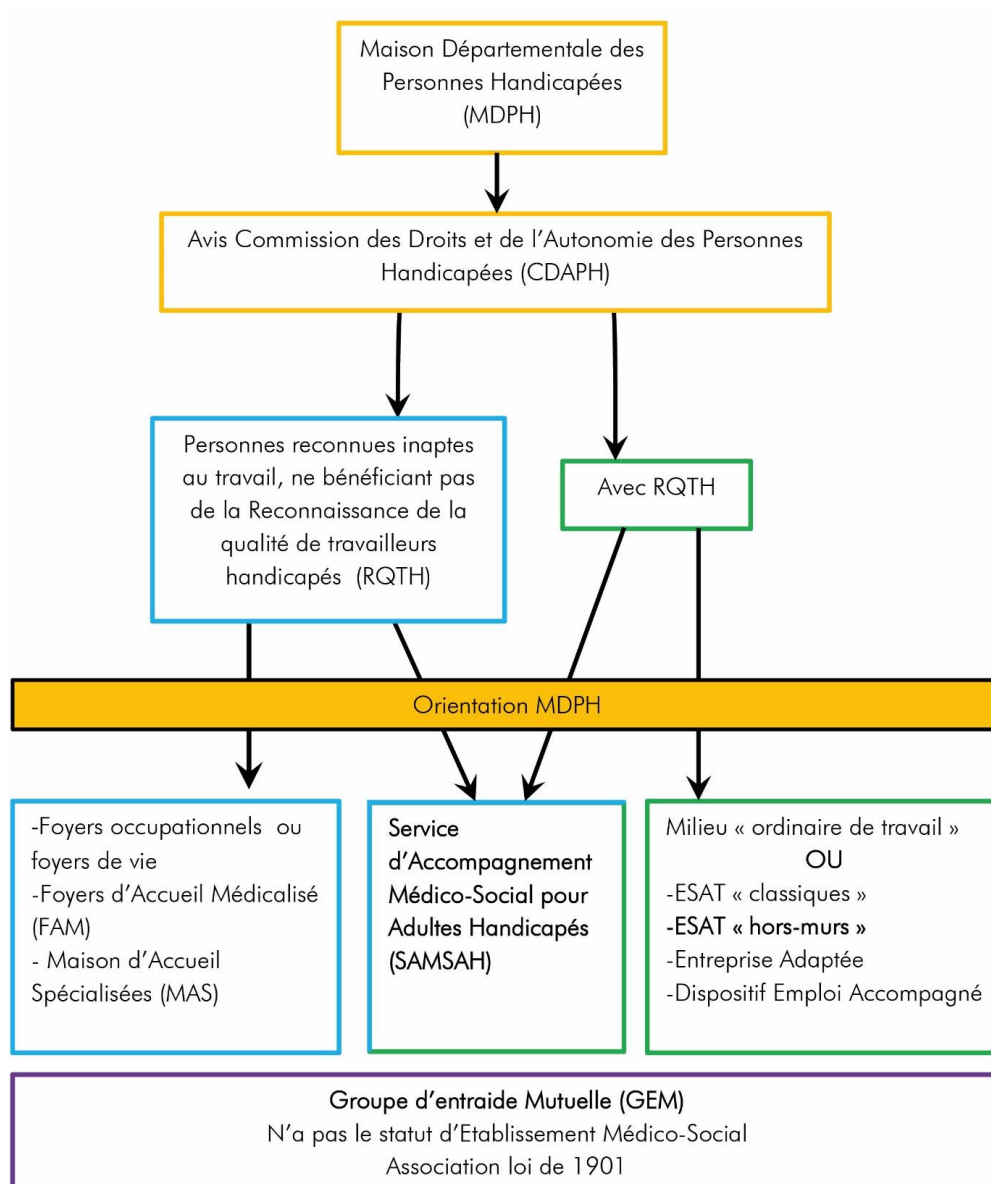 Maison Départementale des
Personnes Handicapées
(MDPH)
Avis Commission des Droits et de l'Autonomie des Personnes
Handicapées (CDAPH)
Personnes reconnues inaptes
au travail, ne bénéficiant pas
de la Reconnaissance de la
qualité de travailleurs
handicapés (RQTH)
Avec RQTH
Orientation MDPH
-Foyers occupationnels ou
foyers de vie
-Foyers d'Accueil Médicalisé
(FAM)
- Maison d'Accueil
Spécialisées (MAS)
Service
d'Accompagnement
Médico-Social pour
Adultes Handicapés
(SAMSAH)
Milieu « ordinaire de travail »
OU
-ESAT « classiques »
-ESAT « hors-murs »
-Entreprise Adaptée
-Dispositif Emploi Accompagné
Groupe d'entraide Mutuelle (GEM)
N'a pas le statut d'Etablissement Médico-Social
Association loi de 1901